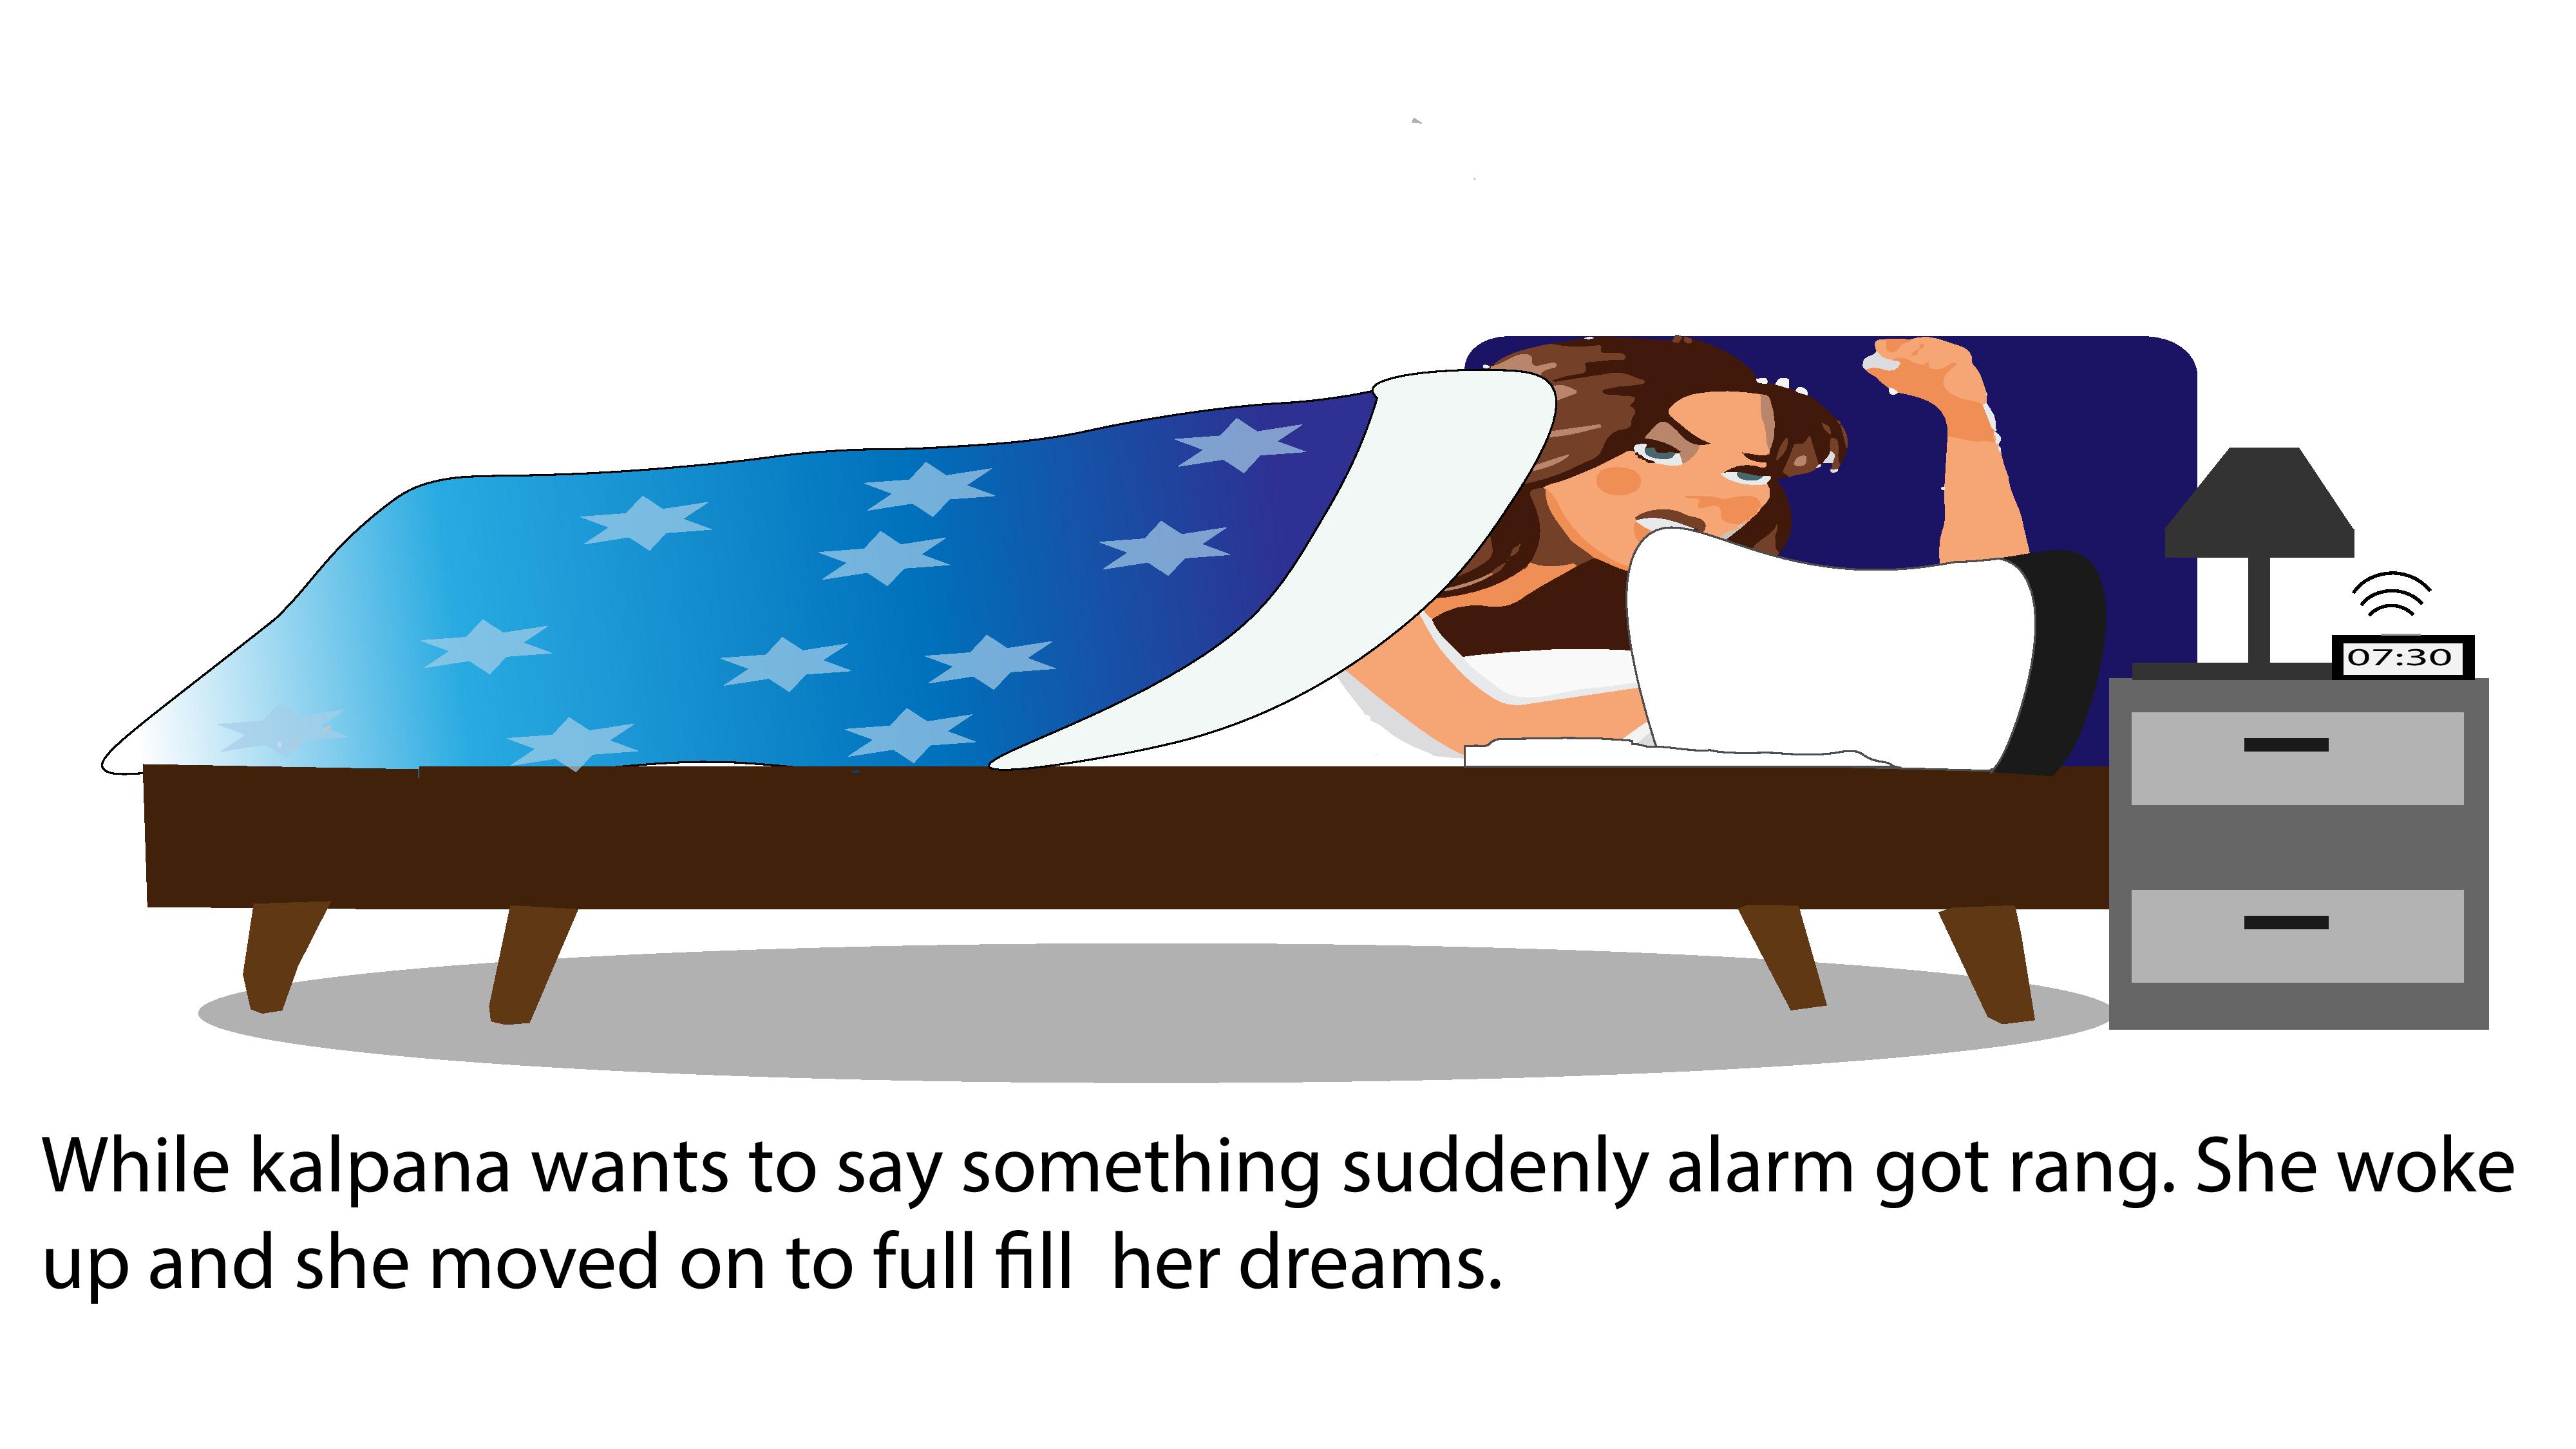 07:30
While kalpana wants to say something suddenly alarm got rang. She woke
up and she moved on to full fill  her dreams.